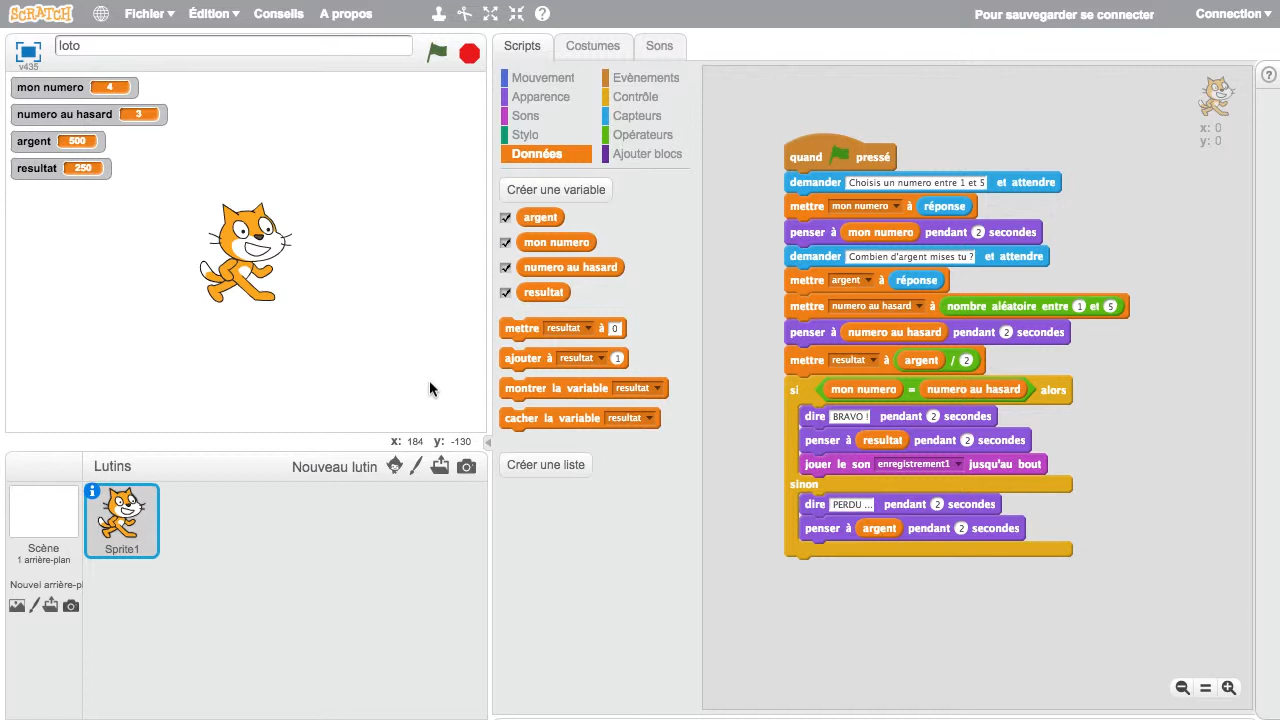 SCRATCH Fichier Édition Conseils A propos Pour sauvegarder se connecter Connection
loto
v435
mon numero 4
numero au hasard 3
argent 500
resultat 250
x: 184 y: -130
Lutins Nouveau lutin
Scène
1 arrière-plan
Nouvel arrière-pl
Sprite1
Scripts Costumes Sons
Mouvement Evènements
Apparence Contrôle
Sons Capteurs
Stylo Opérateurs
Données Ajouter blocs
Créer une variable
argent
mon numero
numero au hasard
resultat
mettre resultat à 0
ajouter à resultat 1
montrer la variable resultat
cacher la variable resultat
Créer une liste
x: 0
y: 0
quand pressé
demander Choisis un numero entre 1 et 5 et attendre
mettre mon numero à réponse
penser à mon numero pendant 2 secondes
demander Combien d'argent mises tu ? et attendre
mettre argent à réponse
mettre numero au hasard à nombre aléatoire entre 1 et 5
penser à numero au hasard pendant 2 secondes
mettre resultat à argent / 2
si mon numero = numero au hasard alors
dire BRAVO ! pendant 2 secondes
penser à resultat pendant 2 secondes
jouer le son enregistrement1 jusqu'au bout
sinon
dire PERDU ... pendant 2 secondes
penser à argent pendant 2 secondes